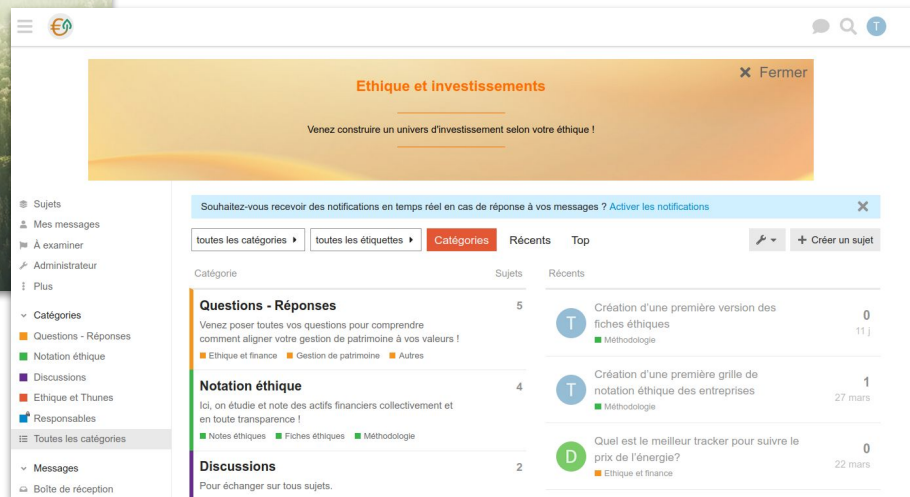 T
Fermer
Ethique et investissements
Venez construire un univers d'investissement selon votre éthique !
Sujets
Mes messages
À examiner
Administrateur
Plus
Catégories
Questions - Réponses
Notation éthique
Discussions
Ethique et Thunes
Responsables
Toutes les catégories
Messages
Boîte de réception
Souhaitez-vous recevoir des notifications en temps réel en cas de réponse à vos messages ? Activer les notifications
toutes les catégories
toutes les étiquettes
Catégories
Récents
Top
+ Créer un sujet
Catégorie
Sujets
Questions - Réponses
5
Venez poser toutes vos questions pour comprendre
comment aligner votre gestion de patrimoine à vos valeurs !
Ethique et finance Gestion de patrimoine Autres
Notation éthique
4
Ici, on étudie et note des actifs financiers collectivement et
en toute transparence !
Notes éthiques Fiches éthiques Méthodologie
Discussions
2
Pour échanger sur tous sujets.
Récents
T
Création d'une première version des
fiches éthiques
Méthodologie
0
11 j
T
Création d'une première grille de
notation éthique des entreprises
Méthodologie
1
27 mars
D
Quel est le meilleur tracker pour suivre le
prix de l'énergie?
Ethique et finance
0
22 mars